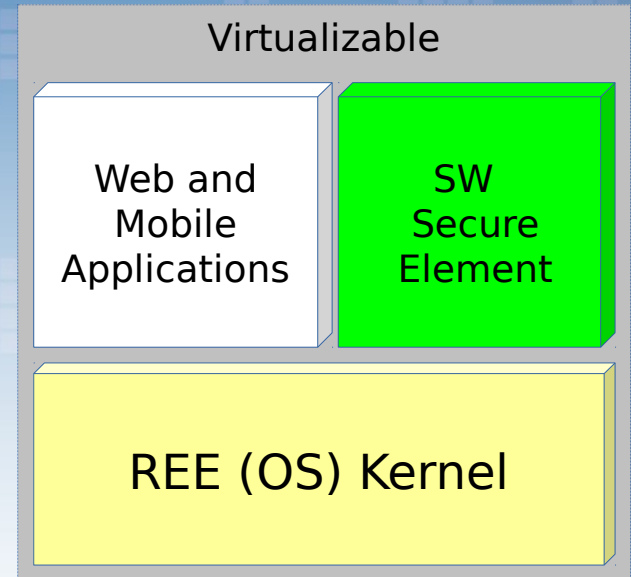 Virtualizable
Web and
Mobile
Applications
SW
Secure
Element
REE (OS) Kernel